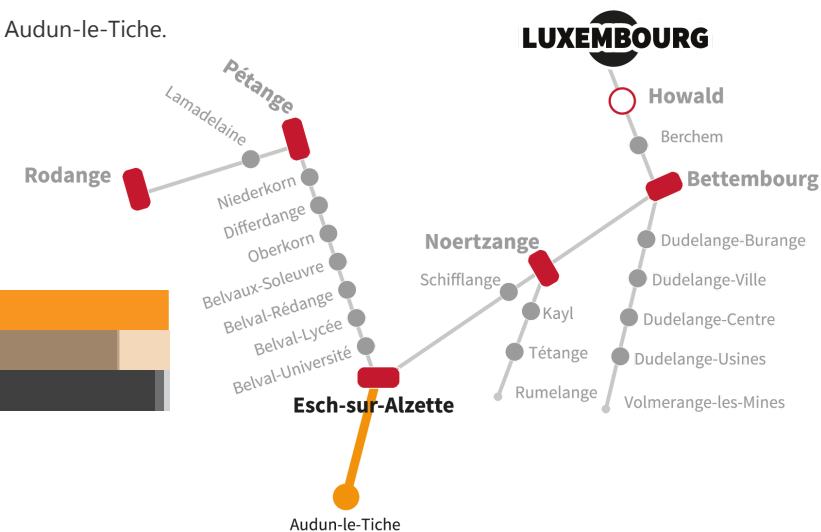 Audun-le-Tiche.
LUXEMBOURG
Howald
Berchem
Bettembourg
Pétange
Lamadelaine
Rodange
Niederkorn
Differdange
Oberkorn
Belvaux-Soleuvre
Belval-Rédange
Belval-Lycée
Belval-Université
Esch-sur-Alzette
Audun-le-Tiche
Noertzange
Schifflange
Kayl
Tétange
Rumelange
Dudelange-Burange
Dudelange-Ville
Dudelange-Centre
Dudelange-Usines
Volmerange-les-Mines